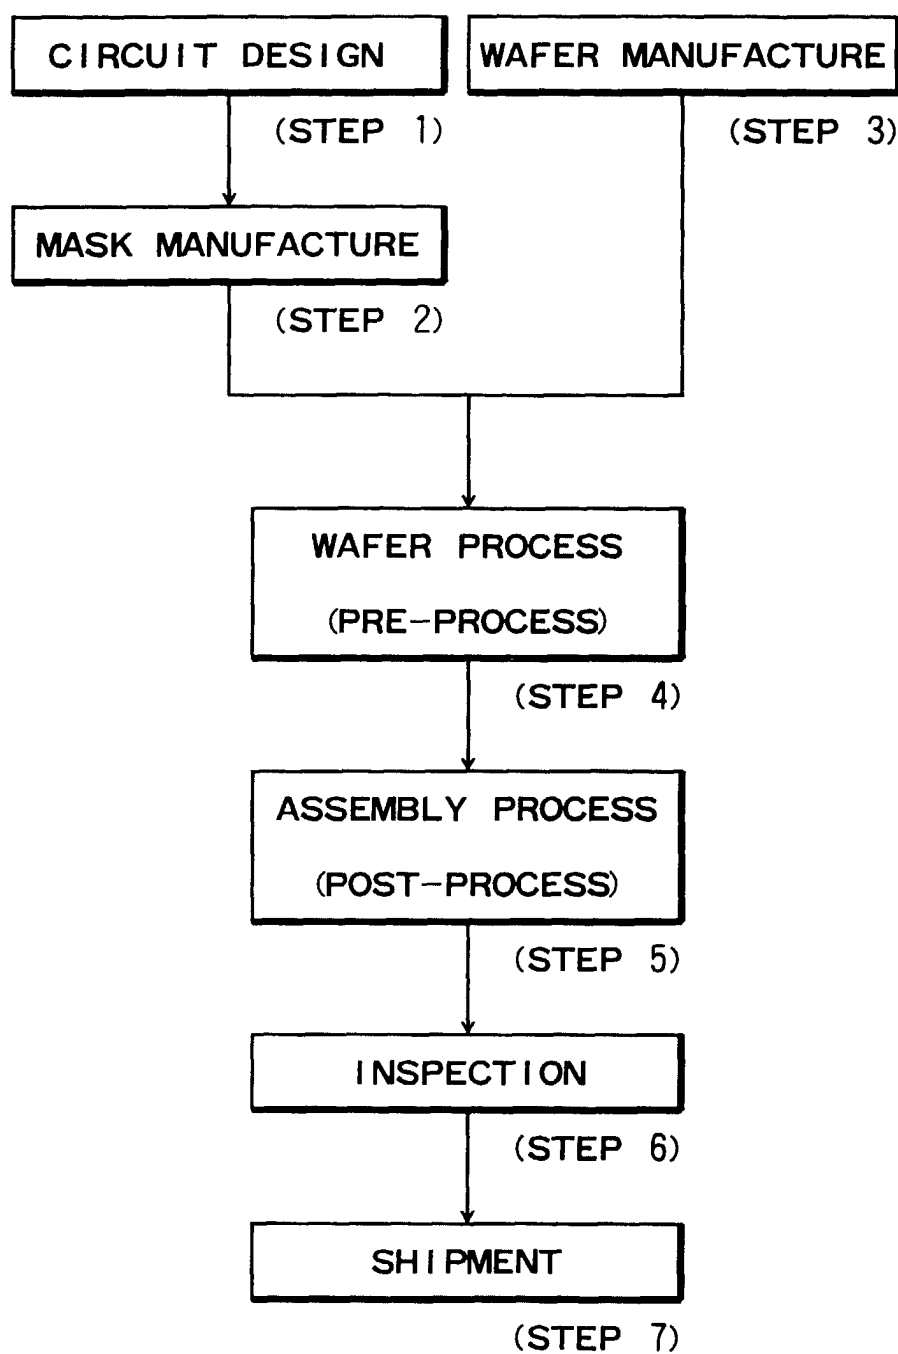 CIRCUIT DESIGN
(STEP 1)
MASK MANUFACTURE
(STEP 2)
WAFER MANUFACTURE
(STEP 3)
WAFER PROCESS
(PRE-PROCESS)
(STEP 4)
ASSEMBLY PROCESS
(POST-PROCESS)
(STEP 5)
INSPECTION
(STEP 6)
SHIPMENT
(STEP 7)